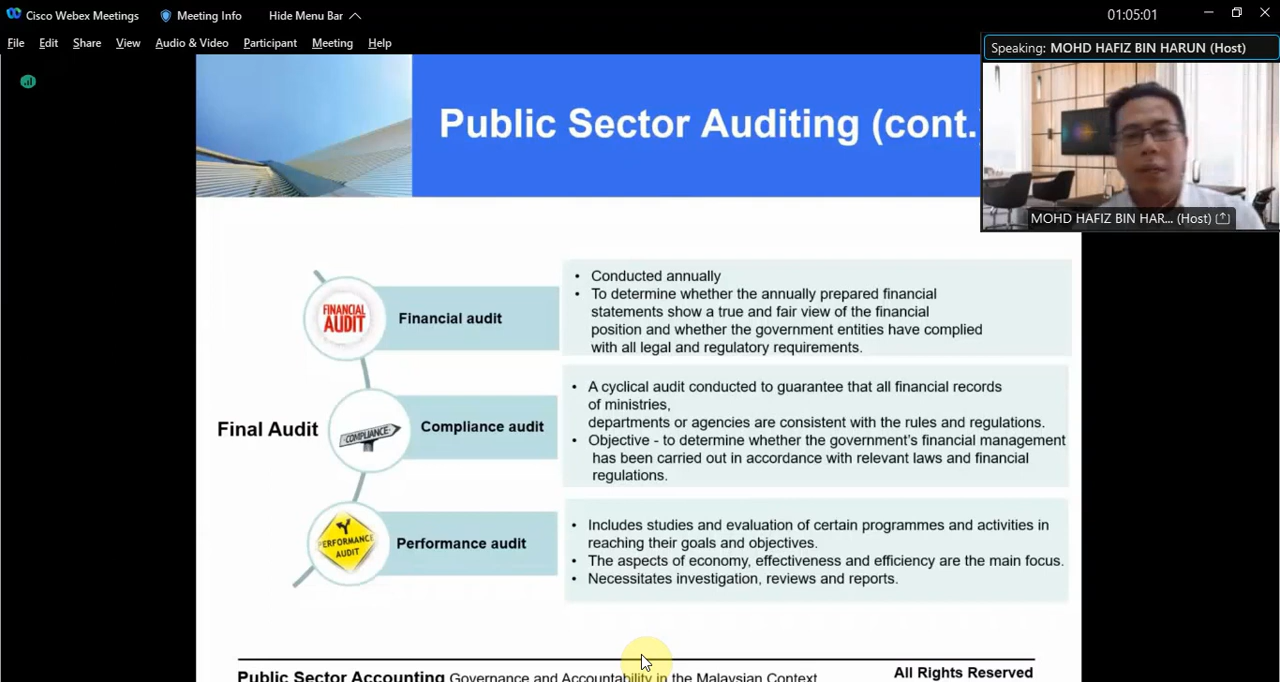 Cisco Webex Meetings Meeting Info Hide Menu Bar 01:05:01
File Edit Share View Audio & Video Participant Meeting Help
Speaking: MOHD HAFIZ BIN HARUN (Host)
Public Sector Auditing (cont.
MOHD HAFIZ BIN HAR... (Host)
FINANCIAL
AUDIT
Financial audit
• Conducted annually
• To determine whether the annually prepared financial
statements show a true and fair view of the financial
position and whether the government entities have complied
with all legal and regulatory requirements.
Final Audit
COMPLIANCE
Compliance audit
• A cyclical audit conducted to guarantee that all financial records
of ministries,
departments or agencies are consistent with the rules and regulations.
• Objective - to determine whether the government's financial management
has been carried out in accordance with relevant laws and financial
regulations.
PERFORMANCE
AUDIT
Performance audit
• Includes studies and evaluation of certain programmes and activities in
reaching their goals and objectives.
• The aspects of economy, effectiveness and efficiency are the main focus.
• Necessitates investigation, reviews and reports.
Public Sector Accounting Governance and Accountability in the Malaysian Context
All Rights Reserved